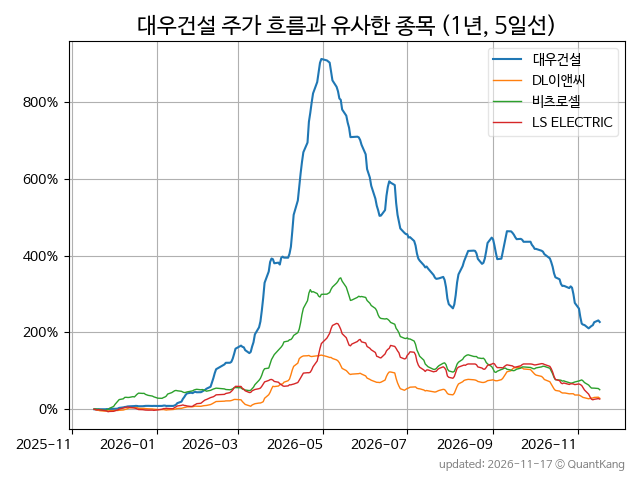 대우건설 주가 흐름과 유사한 종목 (1년, 5일선)
대우건설
DL이앤씨
비츠로셀
LS ELECTRIC
800%
600%
400%
200%
0%
2025-11
2026-01
2026-03
2026-05
2026-07
2026-09
2026-11
updated: 2026-11-17 © QuantKang